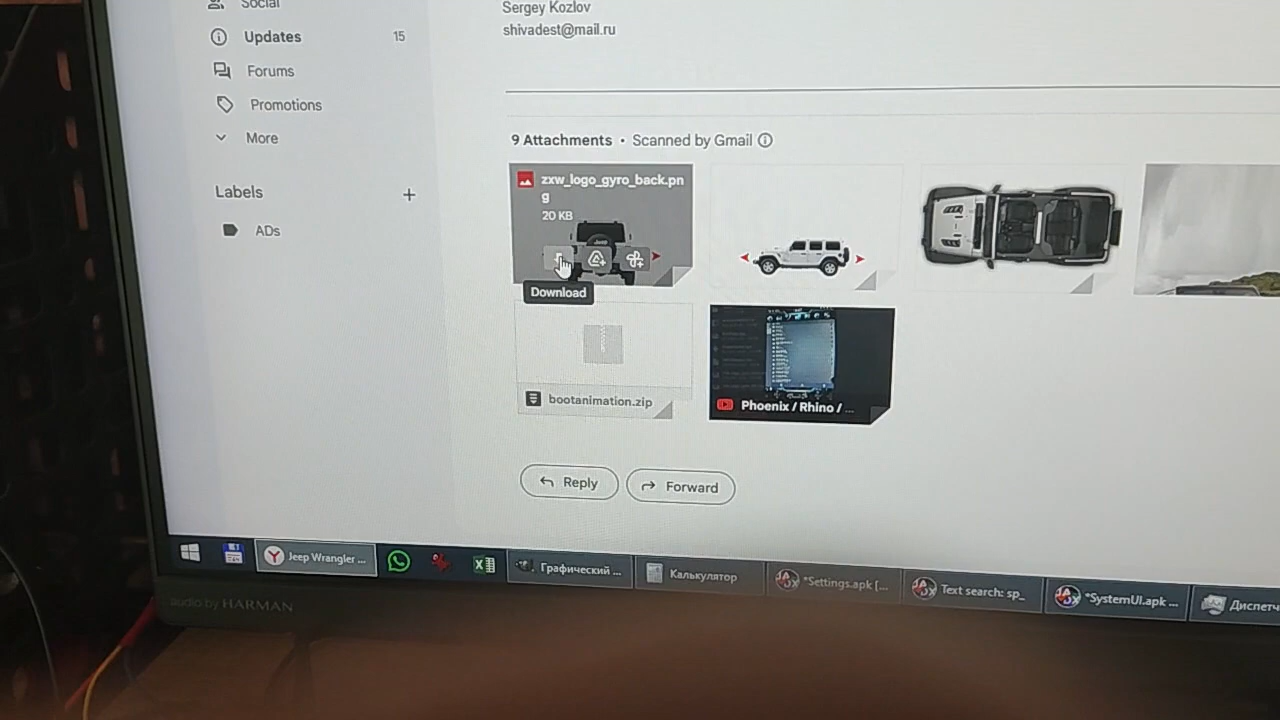 Social
Updates 15
Forums
Promotions
More
Labels +
ADs
Sergey Kozlov
shivadest@mail.ru
9 Attachments • Scanned by Gmail
zxw_logo_gyro_back.pn
g
20 KB
Download
bootanimation.zip
Phoenix / Rhino / ...
Reply
Forward
Jeep Wrangler ...
Графический ...
Калькулятор
*Settings.apk [...
Text search: sp_
*SystemUI.apk ...
Диспетч
audio by HARMAN